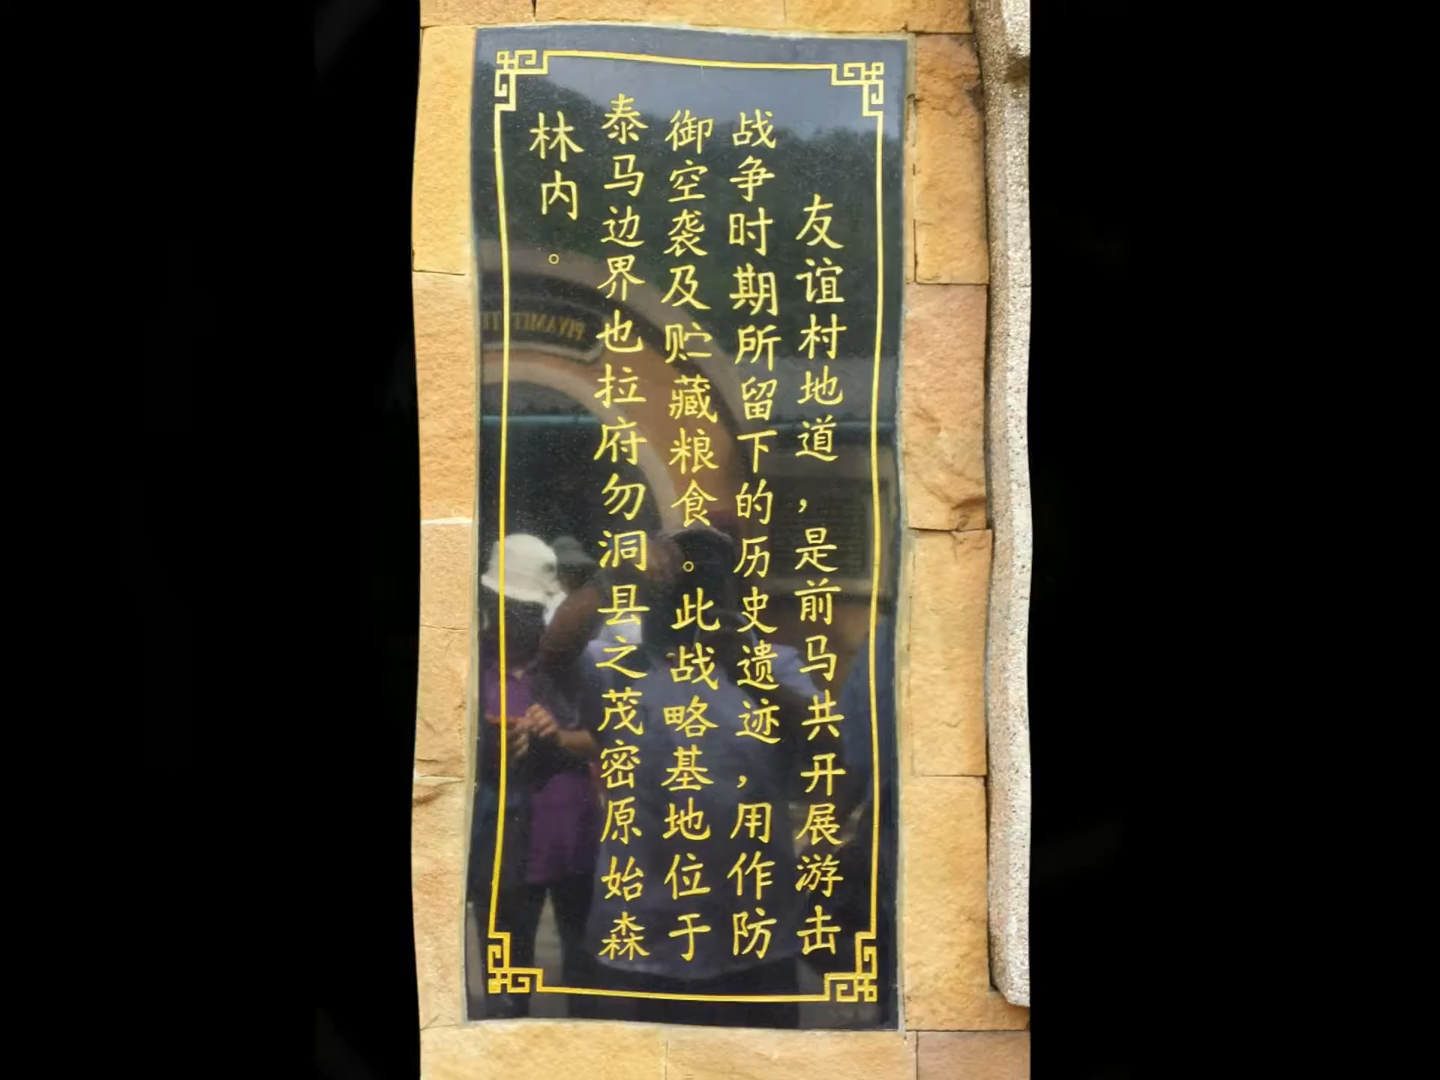 友谊村地道，是前马共开展游击
战争时期所留下的历史遗迹，用作防
御空袭及贮藏粮食。此战略基地位于
泰马边界也拉府勿洞县之茂密原始森
林内。